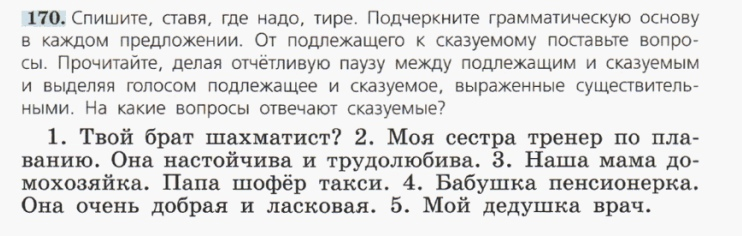 170. Спишите, ставя, где надо, тире. Подчеркните грамматическую основу
в каждом предложении. От подлежащего к сказуемому поставьте вопро-
сы. Прочитайте, делая отчётливую паузу между подлежащим и сказуемым
и выделяя голосом подлежащее и сказуемое, выраженные существитель-
ными. На какие вопросы отвечают сказуемые?
1. Твой брат шахматист? 2. Моя сестра тренер по пла-
ванию. Она настойчива и трудолюбива. 3. Наша мама до-
мохозяйка. Папа шофёр такси. 4. Бабушка пенсионерка.
Она очень добрая и ласковая. 5. Мой дедушка врач.